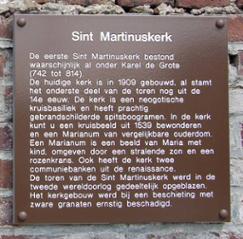 Sint Martinuskerk
De eerste Sint Martinuskerk bestond
waarschijnlijk al onder Karel de Grote
(742 tot 814).
De huidige kerk is in 1909 gebouwd, al stamt
het onderste deel van de toren nog uit de
14e eeuw. De kerk is een neogotische
kruisbasiliek en heeft prachtig
gebrandschilderde spitsboogramen. In de kerk
kunt u een kruisbeeld uit 1539 bewonderen
en een Marianum van vergelijkbare ouderdom.
Een Marianum is een beeld van Maria met
kind, omgeven door een stralende zon en een
rozenkrans. Ook heeft de kerk twee
communiebanken uit de renaissance.
De toren van de Sint Martinuskerk werd in de
tweede wereldoorlog gedeeltelijk opgeblazen.
Het kerkgebouw werd bij een beschieting met
zware granaten ernstig beschadigd.